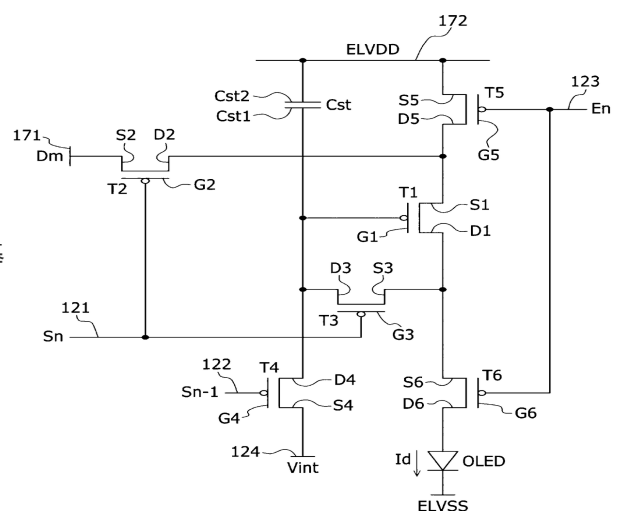 172
ELVDD
Cst2
Cst1
Cst
S5
T5
123
En
D5
G5
171
Dm
S2
D2
T2
G2
T1
S1
G1
D1
D3
S3
T3
G3
121
Sn
122
Sn-1
T4
D4
G4
S4
S6
T6
D6
G6
124
Vint
Id
OLED
ELVSS